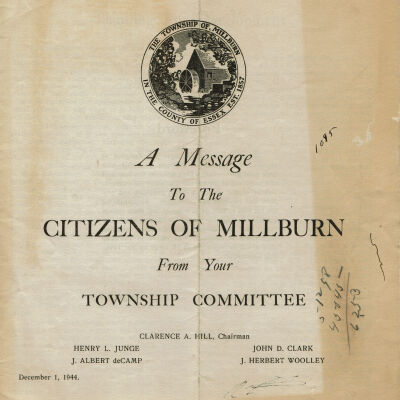 THE TOWNSHIP OF MILLBURN
IN THE COUNTY OF ESSEX EST. 1857
A Message
To The
CITIZENS OF MILLBURN
From Your
TOWNSHIP COMMITTEE
CLARENCE A. HILL, Chairman
HENRY L. JUNGE JOHN D. CLARK
J. ALBERT deCAMP J. HERBERT WOOLLEY
December 1, 1944.
1085